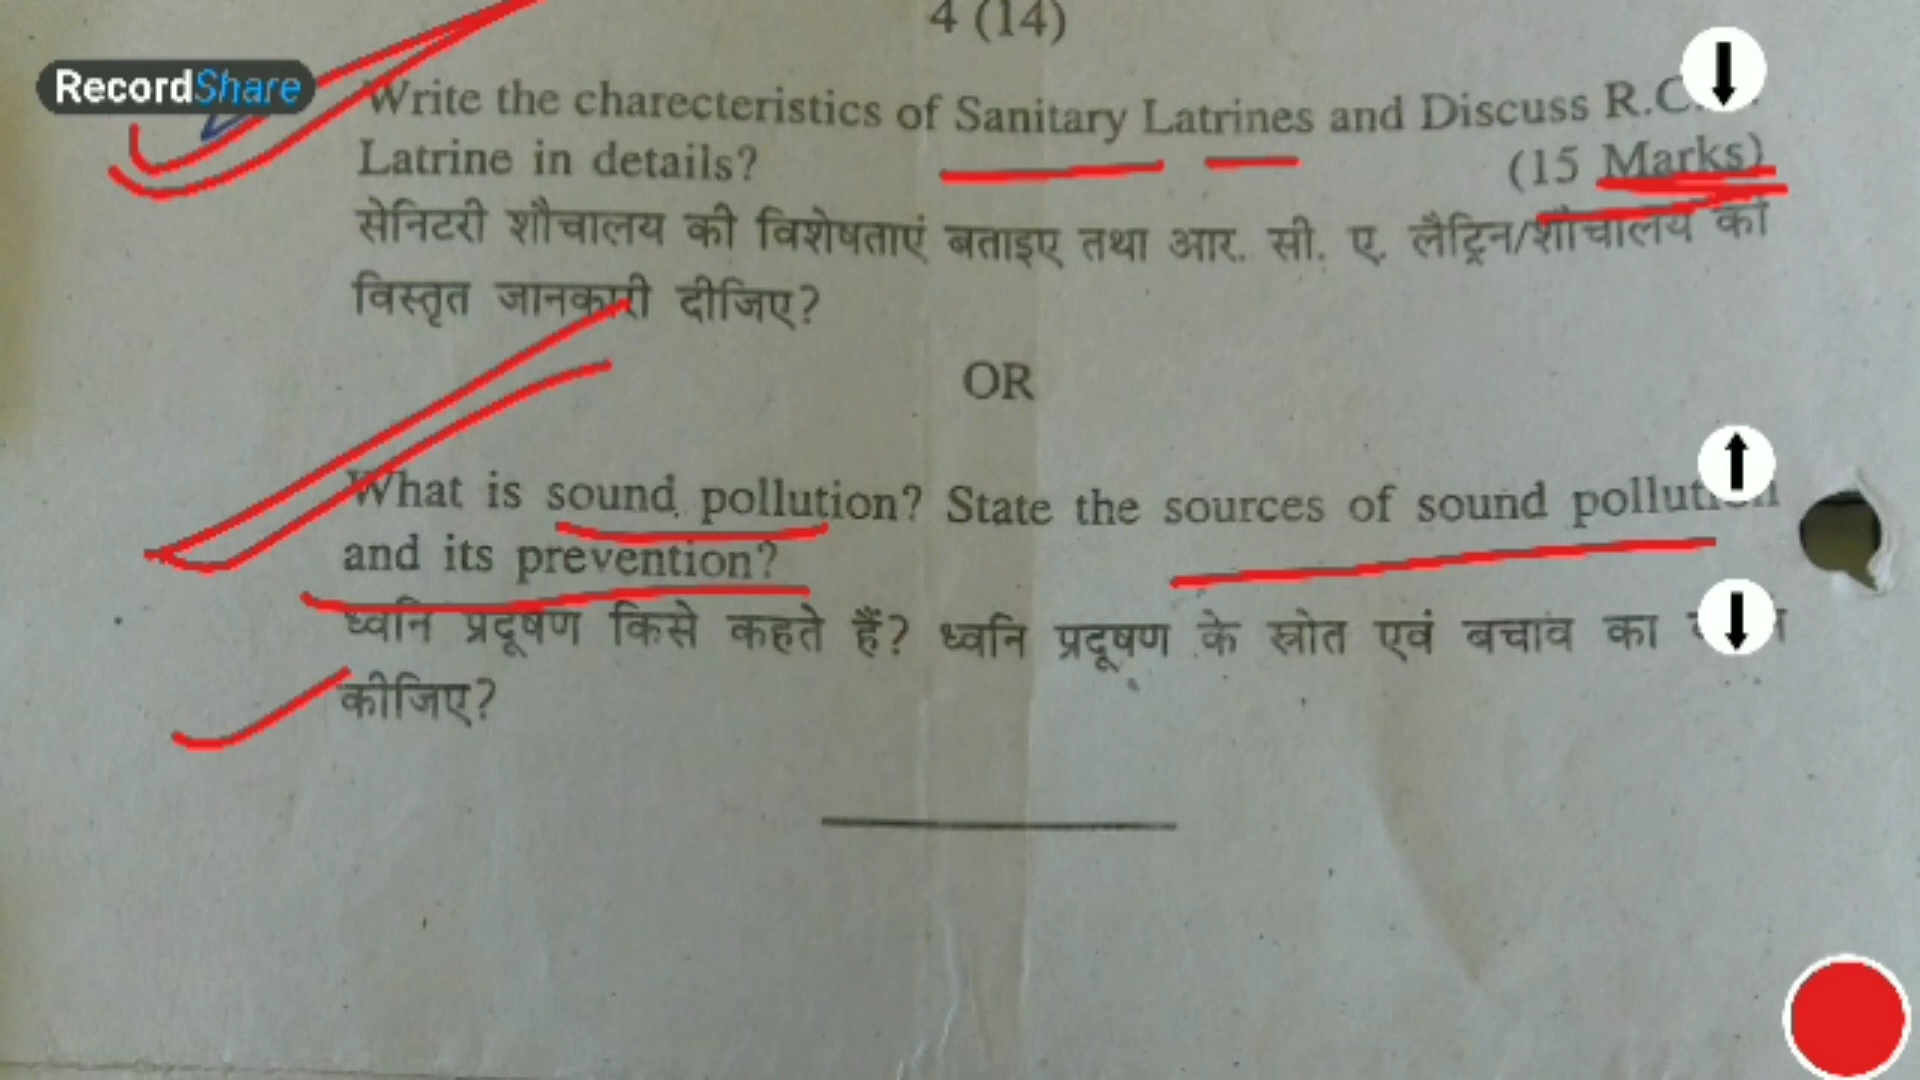 4 (14)
RecordShare
Write the charecteristics of Sanitary Latrines and Discuss R.C.
Latrine in details?
(15 Marks)
सेनिटरी शौचालय की विशेषताएं बताइए तथा आर. सी. ए. लैट्रिन/शौचालय की
विस्तृत जानकारी दीजिए?
OR
What is sound pollution? State the sources of sound pollution
and its prevention?
ध्वनि प्रदूषण किसे कहते हैं? ध्वनि प्रदूषण के स्रोत एवं बचाव का
कीजिए?